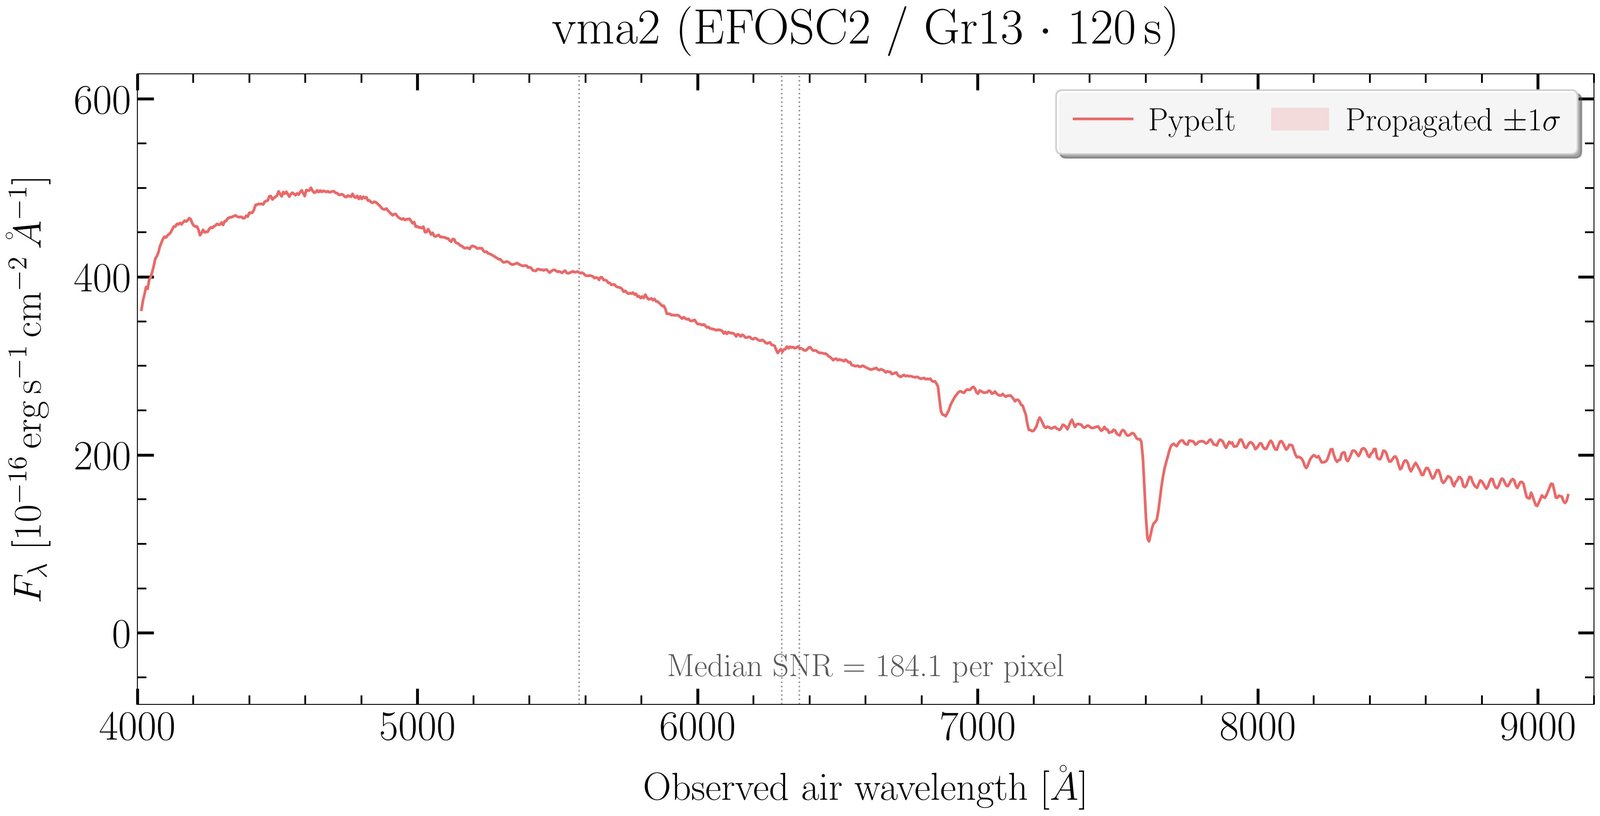 vma2 (EFOSC2 / Gr13 · 120 s)
PypeIt
Propagated ±1σ
600
400
200
0
F_λ [10⁻¹⁶ erg s⁻¹ cm⁻² Å⁻¹]
Median SNR = 184.1 per pixel
4000 5000 6000 7000 8000 9000
Observed air wavelength [Å]